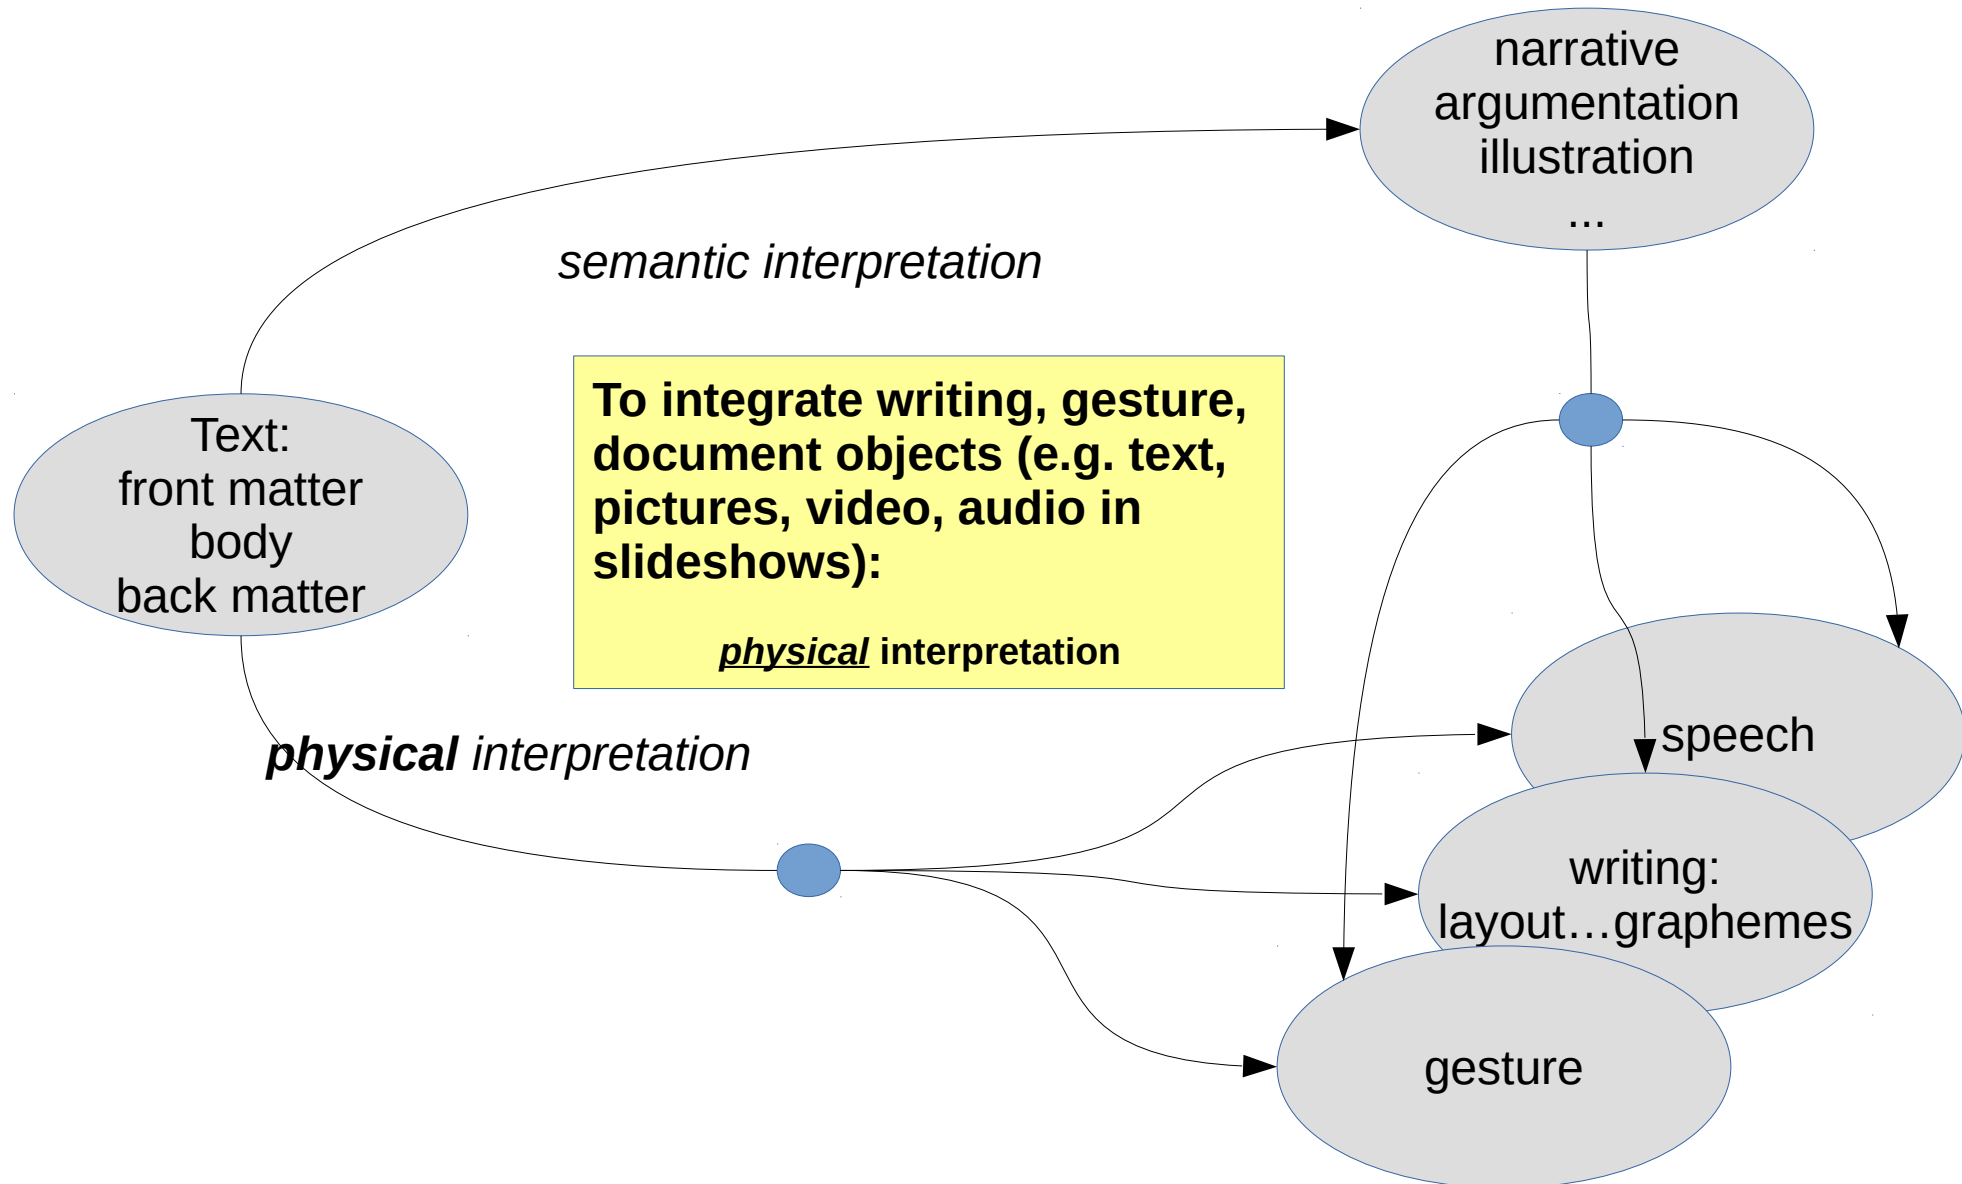 narrative
argumentation
illustration
...
semantic interpretation
Text:
front matter
body
back matter
To integrate writing, gesture,
document objects (e.g. text,
pictures, video, audio in
slideshows):
physical interpretation
physical interpretation
speech
writing:
layout...graphemes
gesture